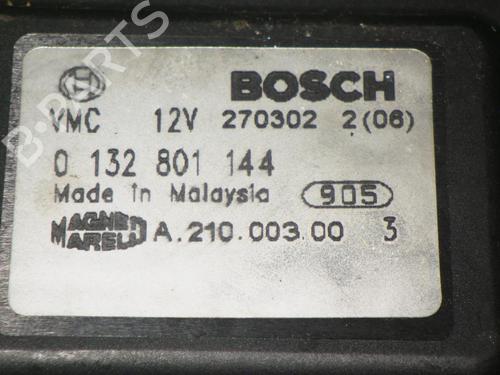 B-PARTS
BOSCH
VMC 12V 270302 2(06)
0 132 801 144
Made in Malaysia 905
MAGNETI
MARELLI A.210.003.00 3